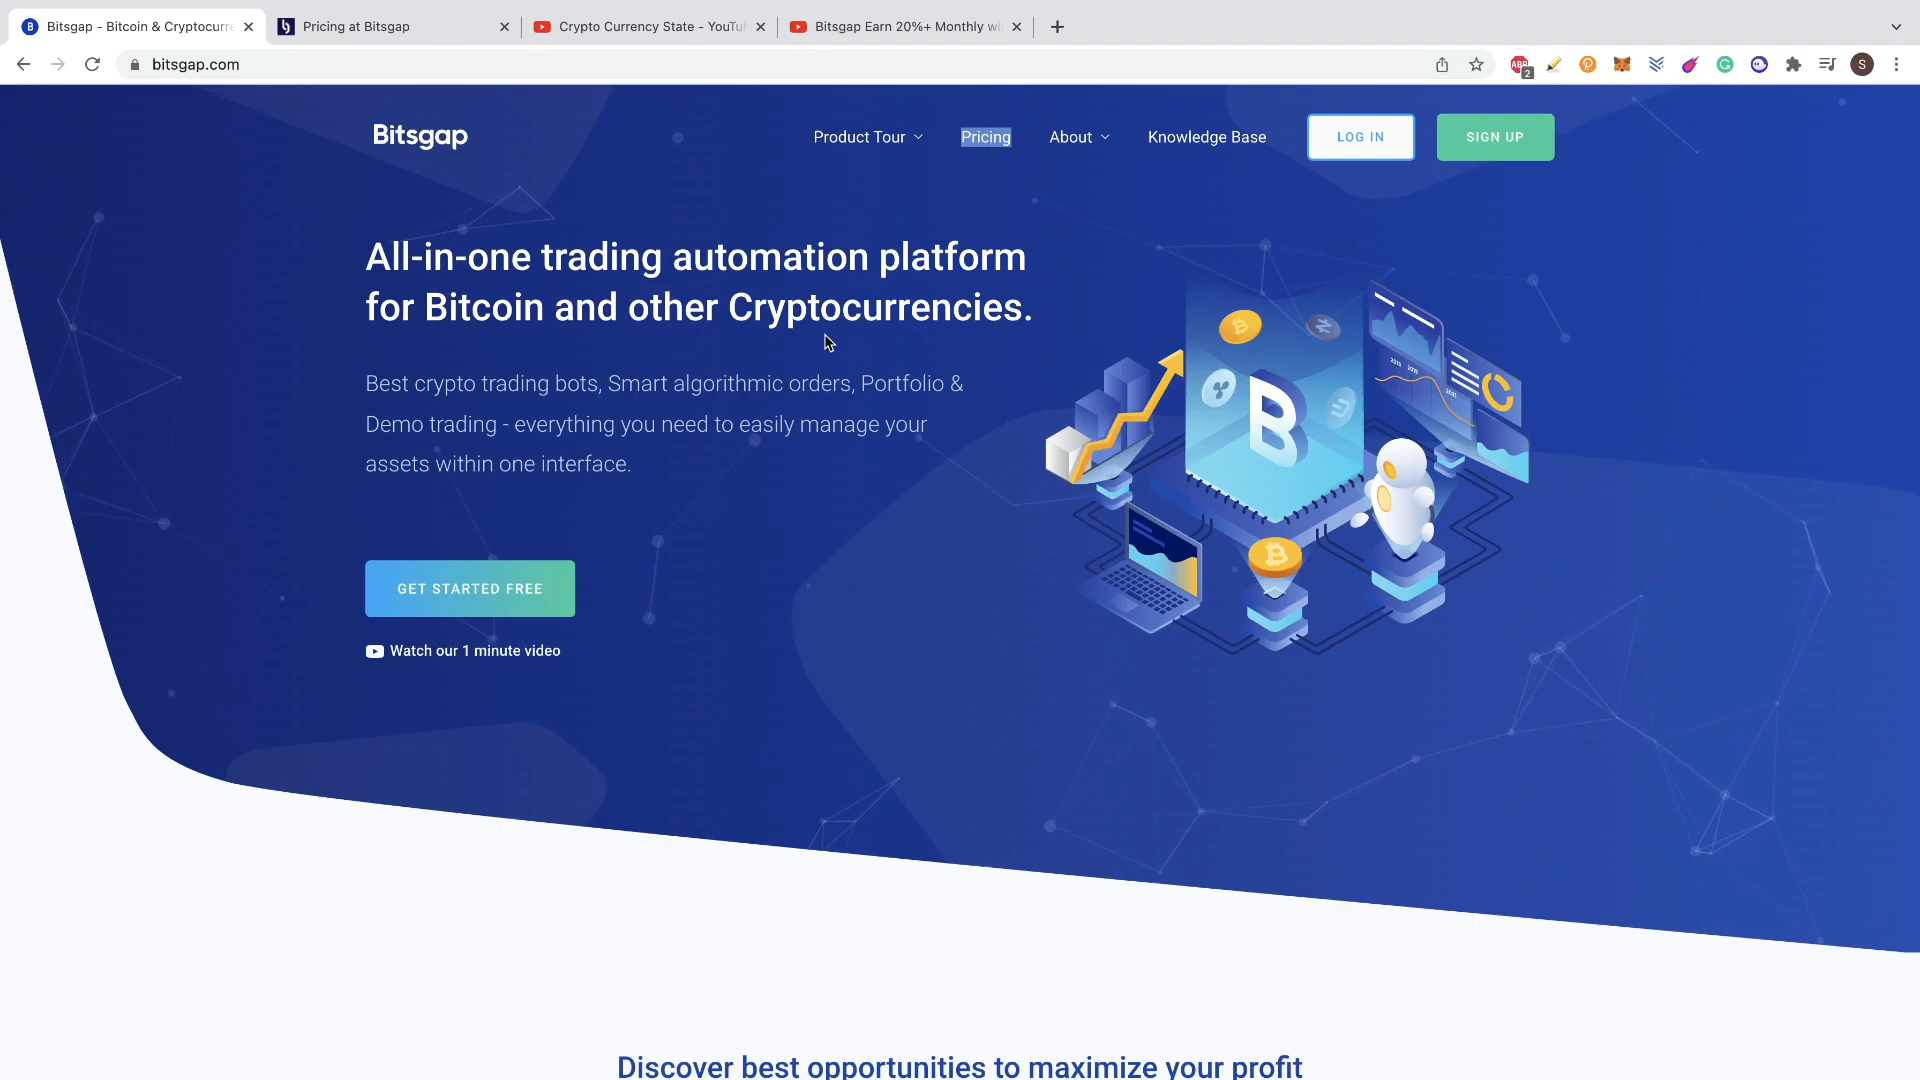 Bitsgap - Bitcoin & Cryptocurre
Pricing at Bitsgap
Crypto Currency State - YouTu
Bitsgap Earn 20%+ Monthly wi
bitsgap.com
ABP
2
S
Bitsgap
Product Tour
Pricing
About
Knowledge Base
LOG IN
SIGN UP
All-in-one trading automation platform
for Bitcoin and other Cryptocurrencies.
Best crypto trading bots, Smart algorithmic orders, Portfolio &
Demo trading - everything you need to easily manage your
assets within one interface.
GET STARTED FREE
Watch our 1 minute video
Discover best opportunities to maximize your profit